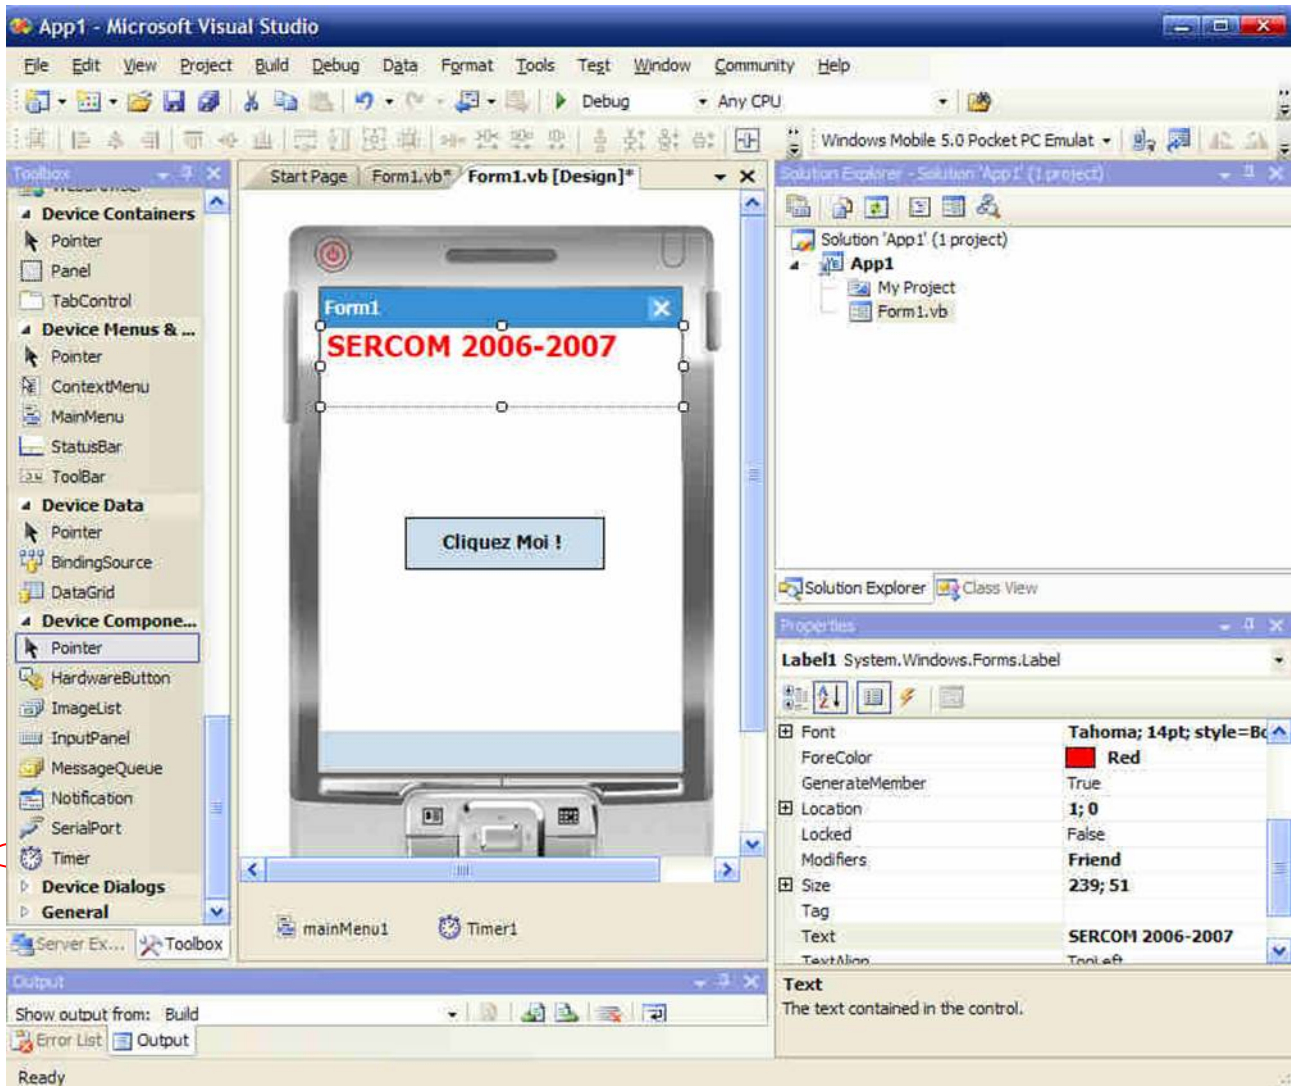 App1 - Microsoft Visual Studio
File Edit View Project Build Debug Data Format Tools Test Window Community Help
Debug Any CPU
Windows Mobile 5.0 Pocket PC Emulat
Toolbox
Device Containers
Pointer
Panel
TabControl
Device Menus & ...
Pointer
ContextMenu
MainMenu
StatusBar
ToolBar
Device Data
Pointer
BindingSource
DataGrid
Device Compone...
Pointer
HardwareButton
ImageList
InputPanel
MessageQueue
Notification
SerialPort
Timer
Device Dialogs
General
Server Ex... Toolbox
Start Page Form1.vb* Form1.vb [Design]*
Form1
SERCOM 2006-2007
Cliquez Moi !
mainMenu1 Timer1
Solution Explorer - Solution 'App1' (1 project)
Solution 'App1' (1 project)
App1
My Project
Form1.vb
Solution Explorer Class View
Properties
Label1 System.Windows.Forms.Label
Font Tahoma; 14pt; style=Bo
ForeColor Red
GenerateMember True
Location 1; 0
Locked False
Modifiers Friend
Size 239; 51
Tag
Text SERCOM 2006-2007
TextAlign TopLeft
Text
The text contained in the control.
Output
Show output from: Build
Error List Output
Ready